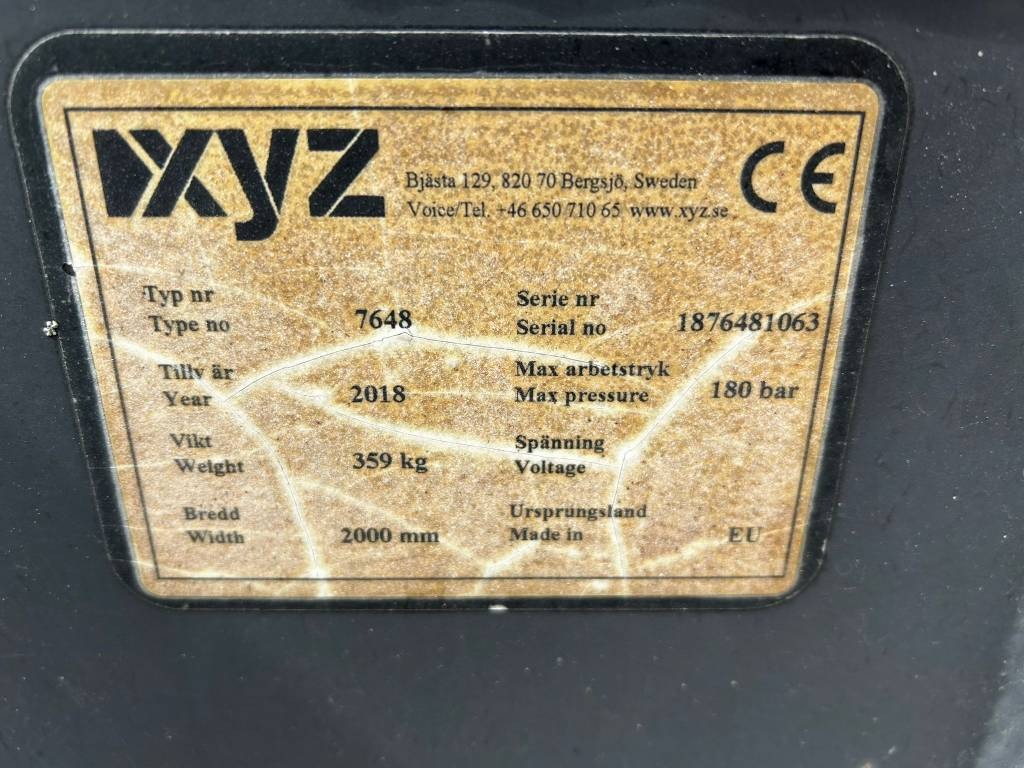 xyz
Bjästa 129, 820 70 Bergsjö, Sweden
Voice/Tel. +46 650 710 65 www.xyz.se
CE
Typ nr
Type no 7648
Serie nr
Serial no 1876481063
Tillv år
Year 2018
Max arbetstryk
Max pressure 180 bar
Vikt
Weight 359 kg
Spänning
Voltage
Bredd
Width 2000 mm
Ursprungsland
Made in EU